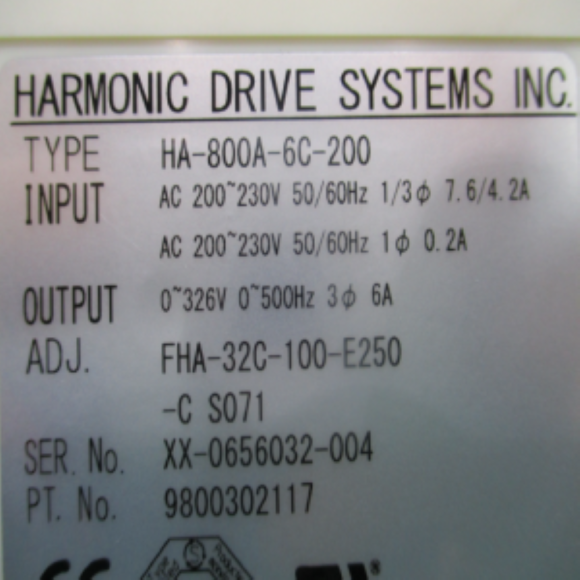 HARMONIC DRIVE SYSTEMS INC.
TYPE HA-800A-6C-200
INPUT AC 200~230V 50/60Hz 1/3φ 7.6/4.2A
AC 200~230V 50/60Hz 1φ 0.2A
OUTPUT 0~326V 0~500Hz 3φ 6A
ADJ. FHA-32C-100-E250
-C S071
SER. No. XX-0656032-004
PT. No. 9800302117